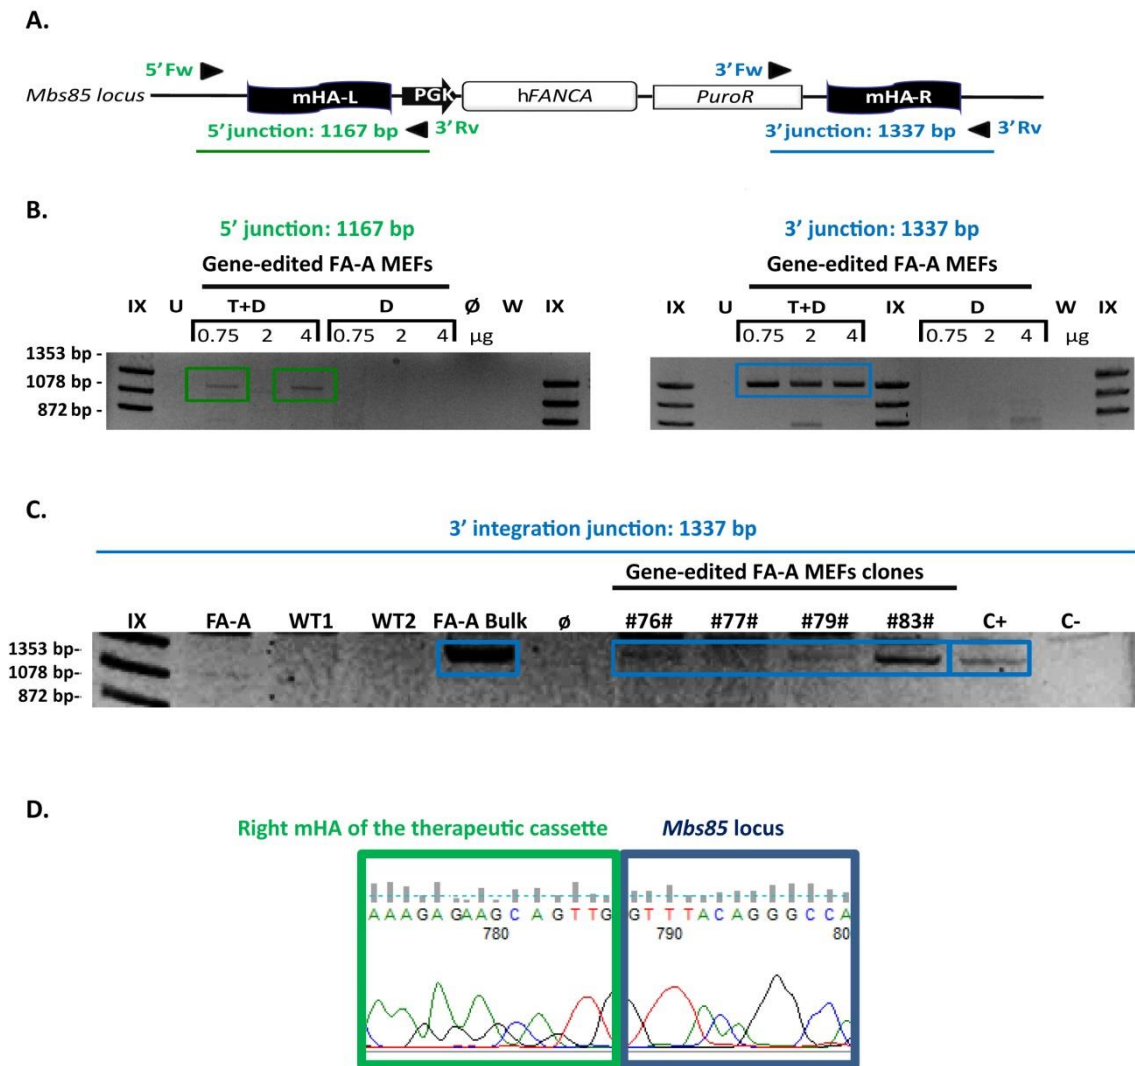 A.
5'Fw
3'Fw
Mbs85 locus
mHA-L
PGK
hFANCA
PuroR
mHA-R
5'junction: 1167 bp
3'Rv
3'junction: 1337 bp
3'Rv
B.
5' junction: 1167 bp
3' junction: 1337 bp
Gene-edited FA-A MEFs
Gene-edited FA-A MEFs
IX U T+D D Ø W IX
IX U T+D IX D W IX
0.75 2 4 0.75 2 4 µg
0.75 2 4 0.75 2 4 µg
1353 bp -
1078 bp -
872 bp -
C.
3' integration junction: 1337 bp
Gene-edited FA-A MEFs clones
IX FA-A WT1 WT2 FA-A Bulk ø #76# #77# #79# #83# C+ C-
1353 bp-
1078 bp-
872 bp-
D.
Right mHA of the therapeutic cassette
Mbs85 locus
AAAGAGAAGCAGTTG
GTTTACAGGGCCA
780
790
80